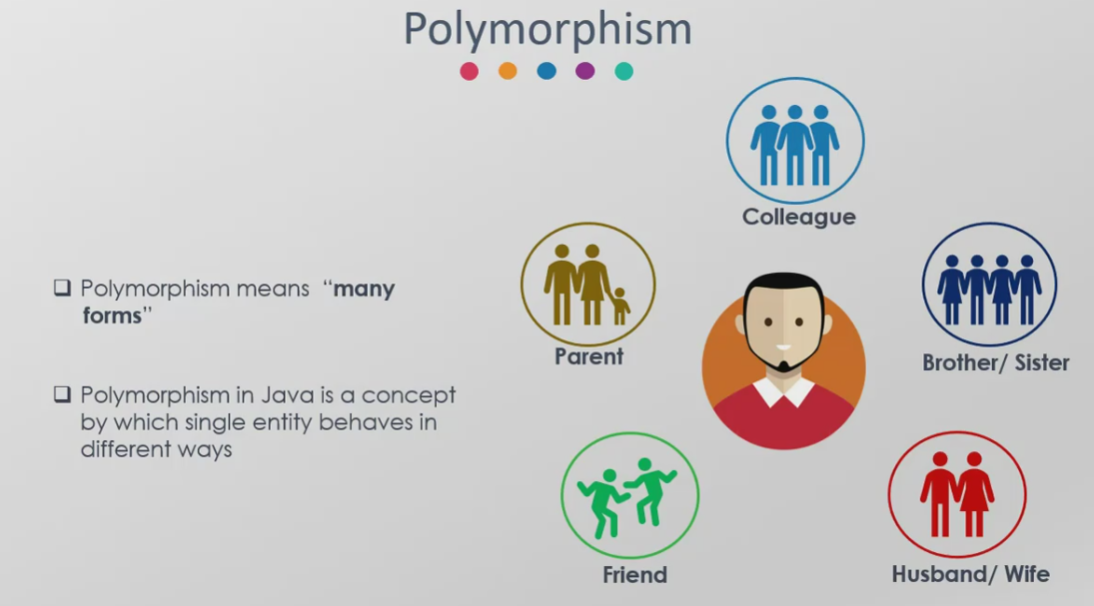 Polymorphism
❑ Polymorphism means “many
forms”
❑ Polymorphism in Java is a concept
by which single entity behaves in
different ways
Colleague
Parent
Brother/ Sister
Friend
Husband/ Wife